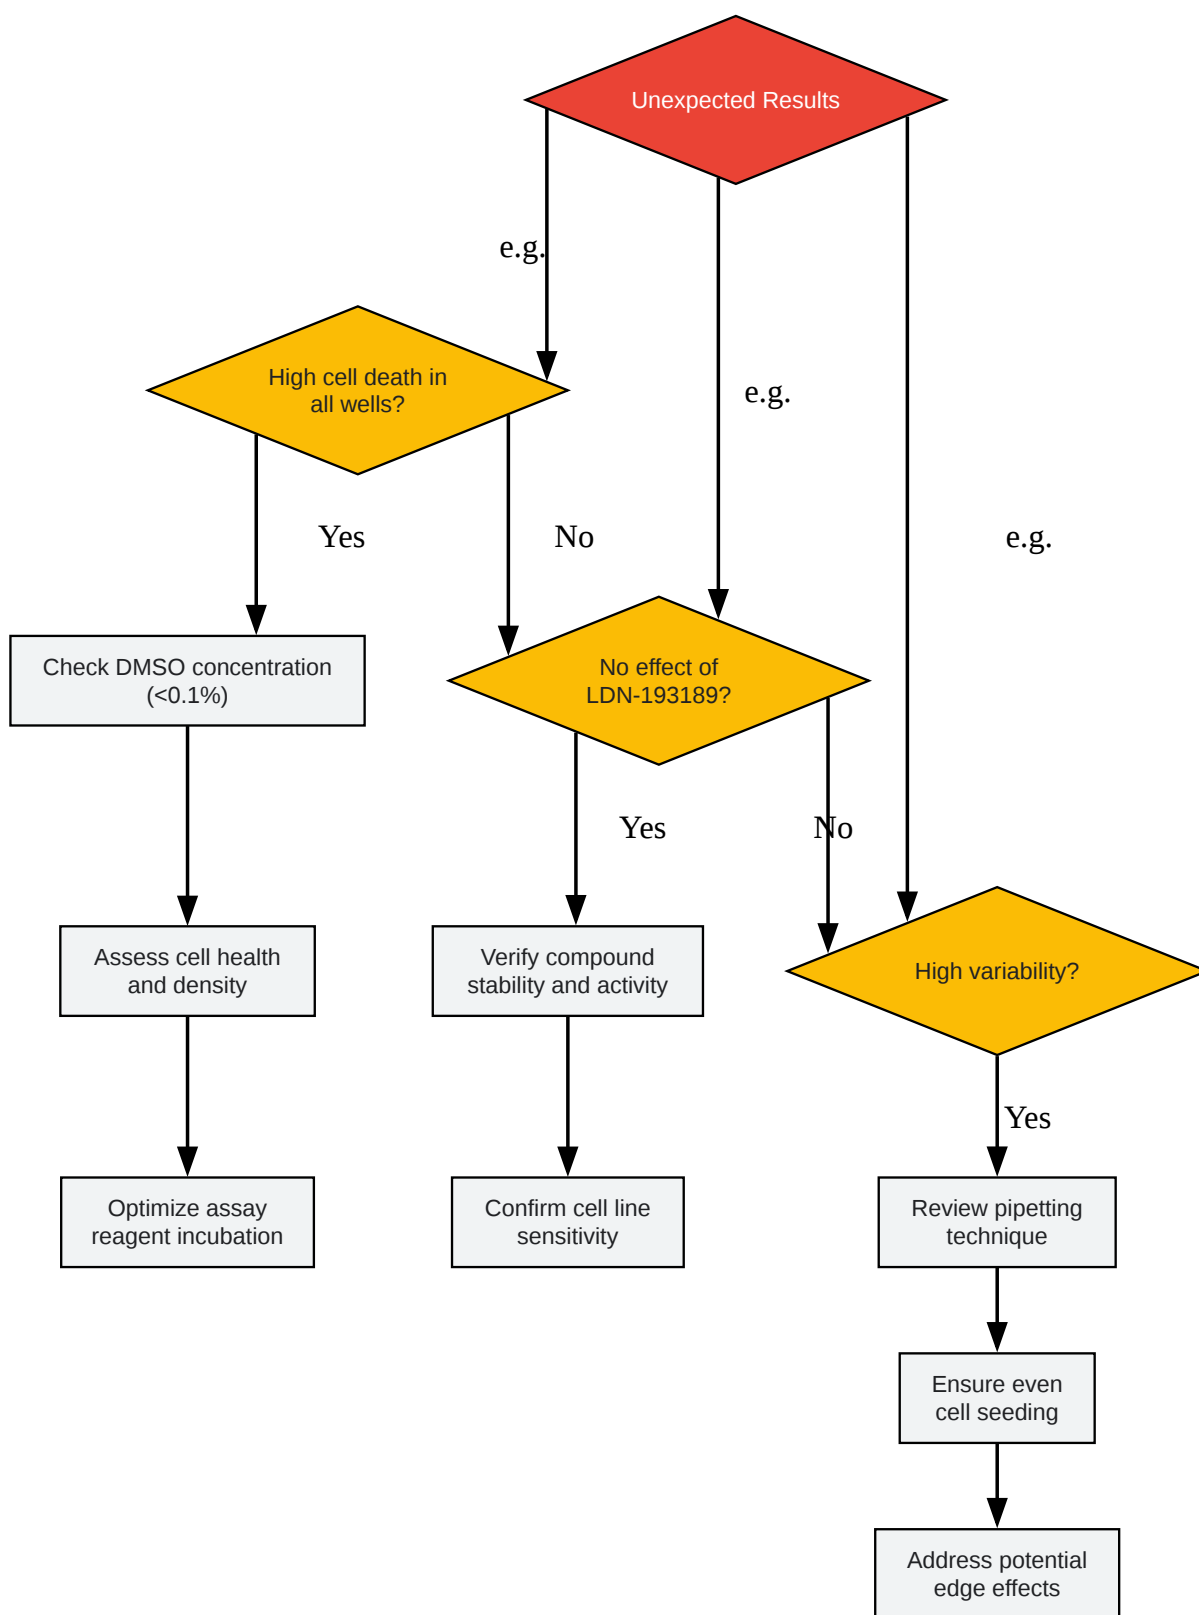 Unexpected Results
e.g.
High cell death in
all wells?
e.g.
Yes
No
e.g.
Check DMSO concentration
(<0.1%)
No effect of
LDN-193189?
Yes
No
Assess cell health
and density
Verify compound
stability and activity
High variability?
Yes
Optimize assay
reagent incubation
Confirm cell line
sensitivity
Review pipetting
technique
Ensure even
cell seeding
Address potential
edge effects